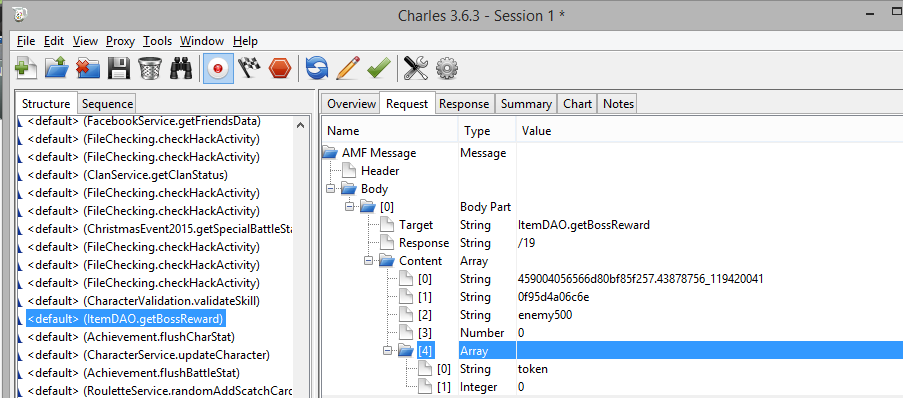 Charles 3.6.3 - Session 1 *
File Edit View Proxy Tools Window Help
Structure Sequence
<default> (FacebookService.getFriendsData)
<default> (FileChecking.checkHackActivity)
<default> (FileChecking.checkHackActivity)
<default> (ClanService.getClanStatus)
<default> (FileChecking.checkHackActivity)
<default> (FileChecking.checkHackActivity)
<default> (ChristmasEvent2015.getSpecialBattleSta
<default> (FileChecking.checkHackActivity)
<default> (FileChecking.checkHackActivity)
<default> (FileChecking.checkHackActivity)
<default> (CharacterValidation.validateSkill)
<default> (ItemDAO.getBossReward)
<default> (Achievement.flushCharStat)
<default> (CharacterService.updateCharacter)
<default> (Achievement.flushBattleStat)
<default> (RouletteService.randomAddScatchCard
Overview Request Response Summary Chart Notes
Name Type Value
AMF Message Message
Header
Body
[0] Body Part
Target String ItemDAO.getBossReward
Response String /19
Content Array
[0] String 459004056566d80bf85f257.43878756_119420041
[1] String 0f95d4a06c6e
[2] String enemy500
[3] Number 0
[4] Array
[0] String token
[1] Integer 0